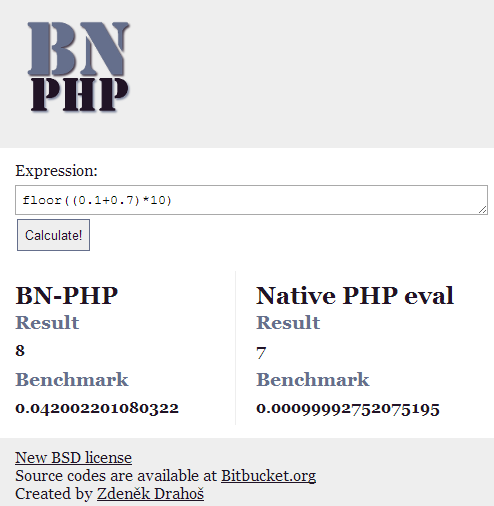 BN
PHP
Expression:
floor((0.1+0.7)*10)
Calculate!
BN-PHP
Result
8
Benchmark
0.042002201080322
Native PHP eval
Result
7
Benchmark
0.00099992752075195
New BSD license
Source codes are available at Bitbucket.org
Created by Zdeněk Drahoš